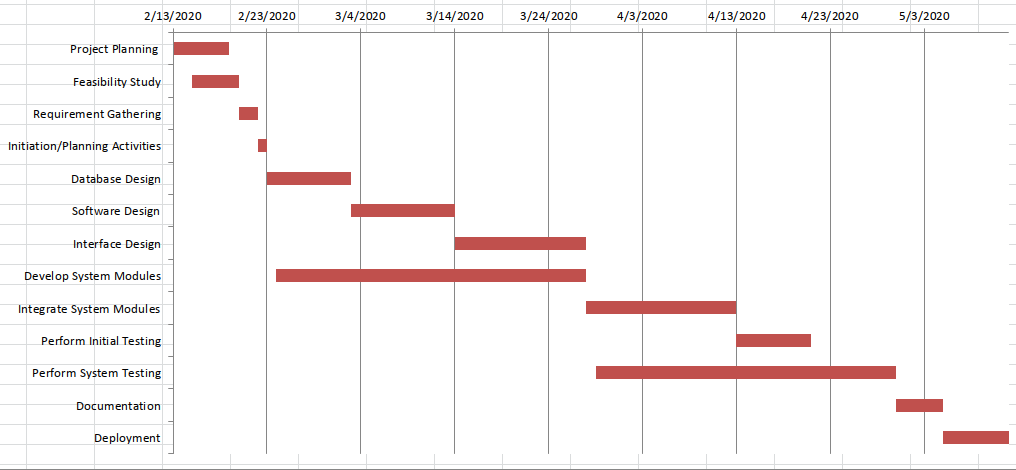 2/13/2020 2/23/2020 3/4/2020 3/14/2020 3/24/2020 4/3/2020 4/13/2020 4/23/2020 5/3/2020
Project Planning
Feasibility Study
Requirement Gathering
Initiation/Planning Activities
Database Design
Software Design
Interface Design
Develop System Modules
Integrate System Modules
Perform Initial Testing
Perform System Testing
Documentation
Deployment